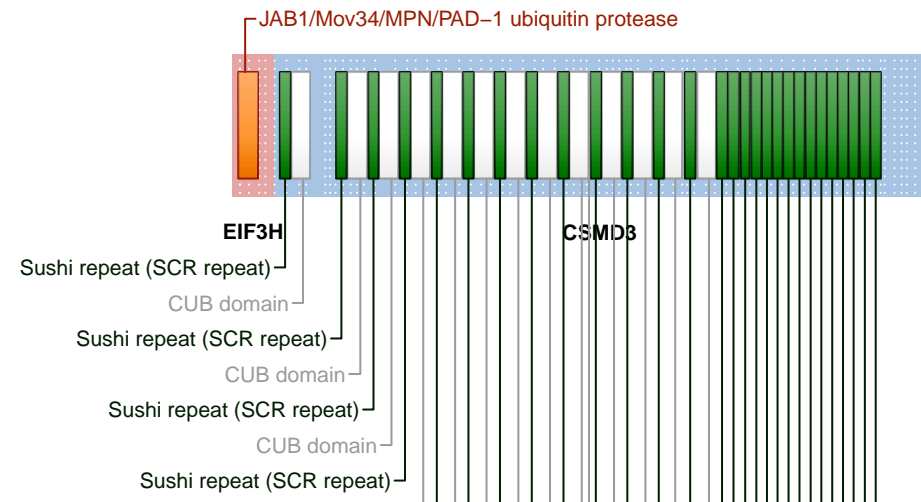 JAB1/Mov34/MPN/PAD−1 ubiquitin protease
EIF3H
CSMD3
Sushi repeat (SCR repeat)
CUB domain
Sushi repeat (SCR repeat)
CUB domain
Sushi repeat (SCR repeat)
CUB domain
Sushi repeat (SCR repeat)